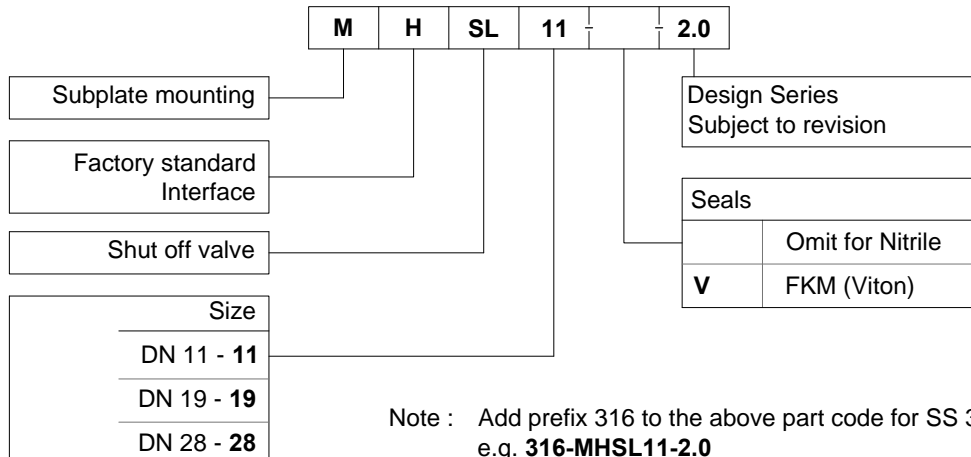 M H SL 11 - - 2.0
Subplate mounting
Factory standard
Interface
Shut off valve
Size
DN 11 - 11
DN 19 - 19
DN 28 - 28
Design Series
Subject to revision
Seals
Omit for Nitrile
V FKM (Viton)
Note : Add prefix 316 to the above part code for SS
e.g. 316-MHSL11-2.0